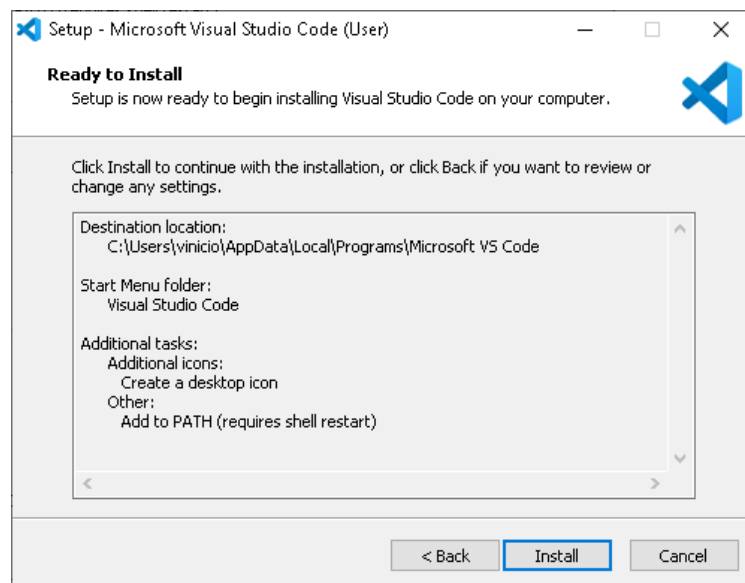 Setup - Microsoft Visual Studio Code (User)
Ready to Install
Setup is now ready to begin installing Visual Studio Code on your computer.
Click Install to continue with the installation, or click Back if you want to review or
change any settings.
Destination location:
C:\Users\vinicio\AppData\Local\Programs\Microsoft VS Code
Start Menu folder:
Visual Studio Code
Additional tasks:
Additional icons:
Create a desktop icon
Other:
Add to PATH (requires shell restart)
< Back
Install
Cancel